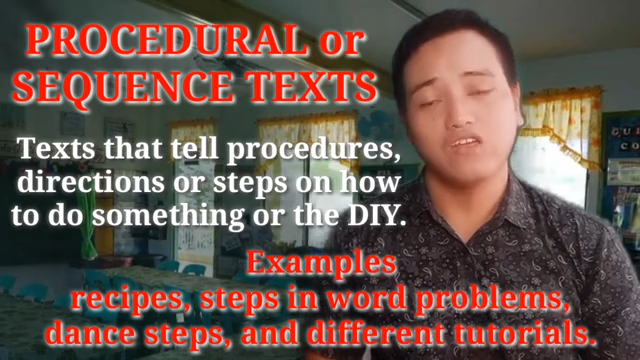 PROCEDURAL or
SEQUENCE TEXTS
Texts that tell procedures,
directions or steps on how
to do something or the DIY.
Examples
recipes, steps in word problems,
dance steps, and different tutorials.